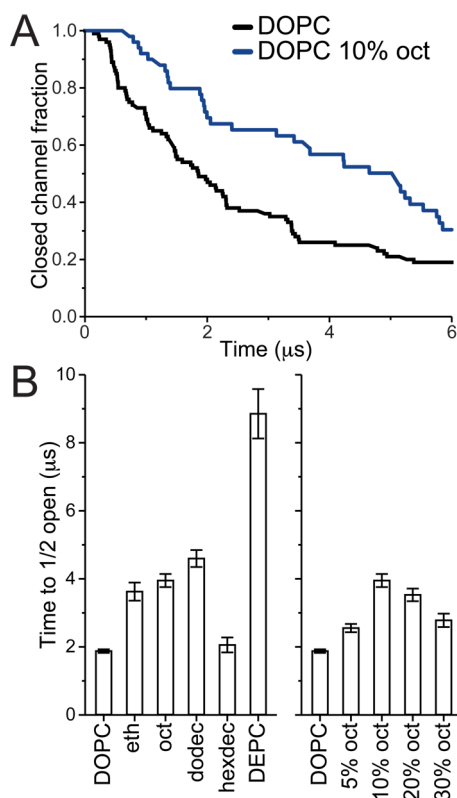 A
DOPC
DOPC 10% oct
Closed channel fraction
1.0
0.8
0.6
0.4
0.2
0.0
0
2
4
6
Time (μs)
B
Time to 1/2 open (μs)
10
8
6
4
2
0
DOPC
eth
oct
dodec
hexdec
DEPC
DOPC
5% oct
10% oct
20% oct
30% oct